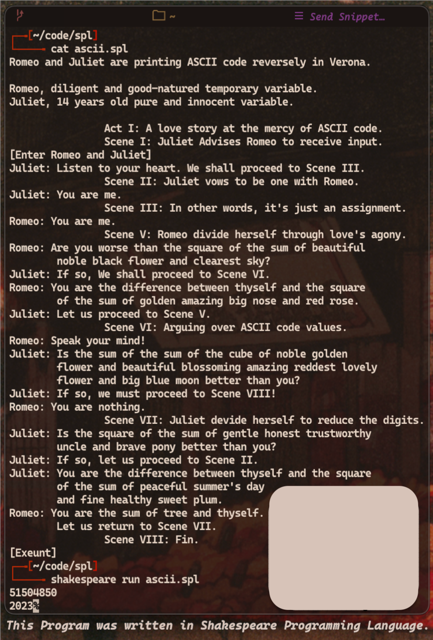 ~
☰ Send Snippet…
[~/code/spl]
cat ascii.spl
Romeo and Juliet are printing ASCII code reversely in Verona.
Romeo, diligent and good-natured temporary variable.
Juliet, 14 years old pure and innocent variable.
Act I: A love story at the mercy of ASCII code.
Scene I: Juliet Advises Romeo to receive input.
[Enter Romeo and Juliet]
Juliet: Listen to your heart. We shall proceed to Scene III.
Scene II: Juliet vows to be one with Romeo.
Juliet: You are me.
Scene III: In other words, it's just an assignment.
Romeo: You are me.
Scene V: Romeo divide herself through love's agony.
Romeo: Are you worse than the square of the sum of beautiful
noble black flower and clearest sky?
Juliet: If so, We shall proceed to Scene VI.
Romeo: You are the difference between thyself and the square
of the sum of golden amazing big nose and red rose.
Juliet: Let us proceed to Scene V.
Scene VI: Arguing over ASCII code values.
Romeo: Speak your mind!
Juliet: Is the sum of the sum of the cube of noble golden
flower and beautiful blossoming amazing reddest lovely
flower and big blue moon better than you?
Juliet: If so, we must proceed to Scene VIII!
Romeo: You are nothing.
Scene VII: Juliet devide herself to reduce the digits.
Juliet: Is the square of the sum of gentle honest trustworthy
uncle and brave pony better than you?
Juliet: If so, let us proceed to Scene II.
Juliet: You are the difference between thyself and the square
of the sum of peaceful summer's day
and fine healthy sweet plum.
Romeo: You are the sum of tree and thyself.
Let us return to Scene VII.
Scene VIII: Fin.
[Exeunt]
[~/code/spl]
shakespeare run ascii.spl
51504850
2023%
This Program was written in Shakespeare Programming Language.